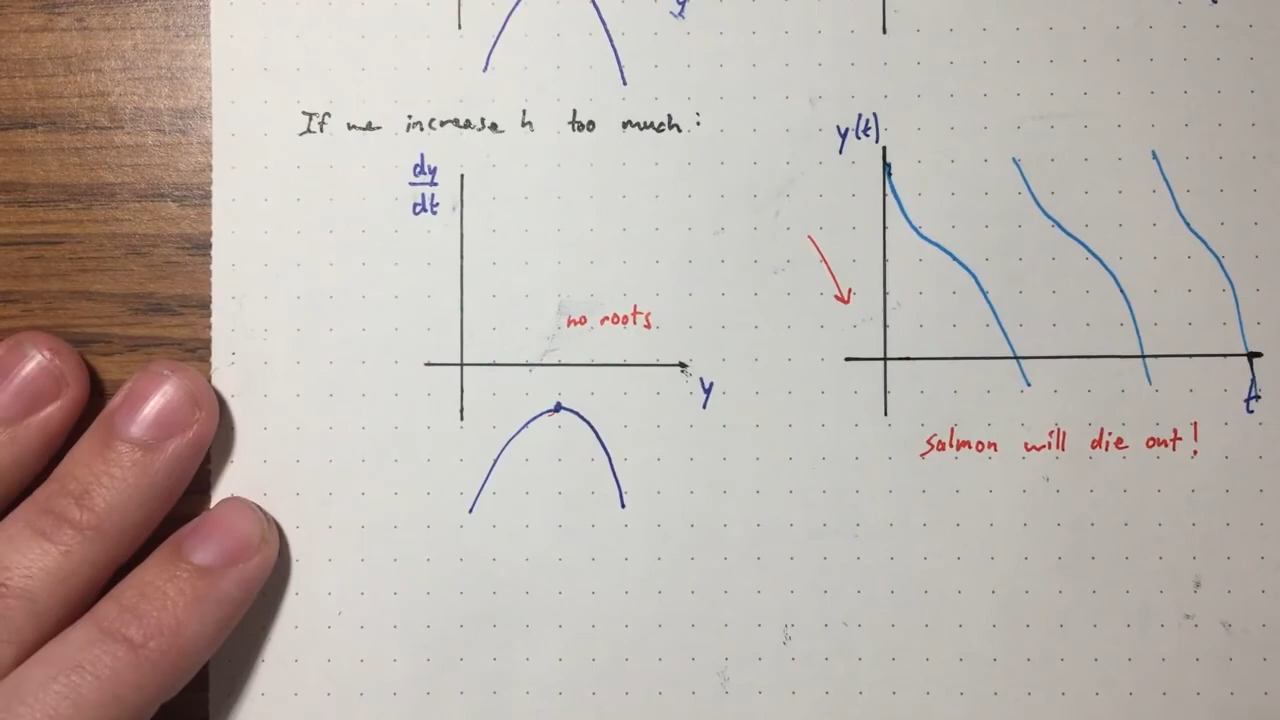 y
If we increase h too much:
dy
dt
y(t)
no roots
y
t
salmon will die out!